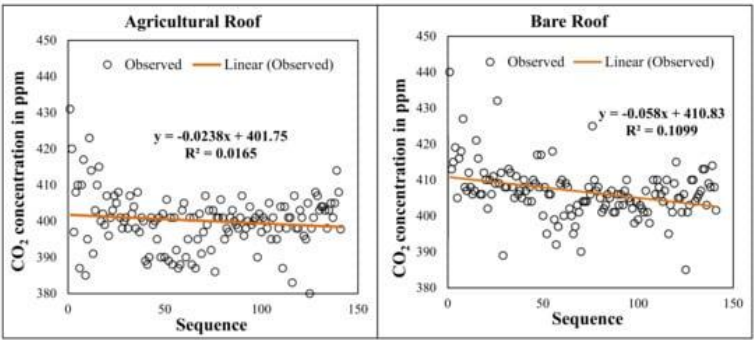 Agricultural Roof
450
440
430
420
410
400
390
380
0
50
100
150
CO₂ concentration in ppm
Sequence
Observed
Linear (Observed)
y = -0.0238x + 401.75
R² = 0.0165
Bare Roof
450
440
430
420
410
400
390
380
0
50
100
150
CO₂ concentration in ppm
Sequence
Observed
Linear (Observed)
y = -0.058x + 410.83
R² = 0.1099